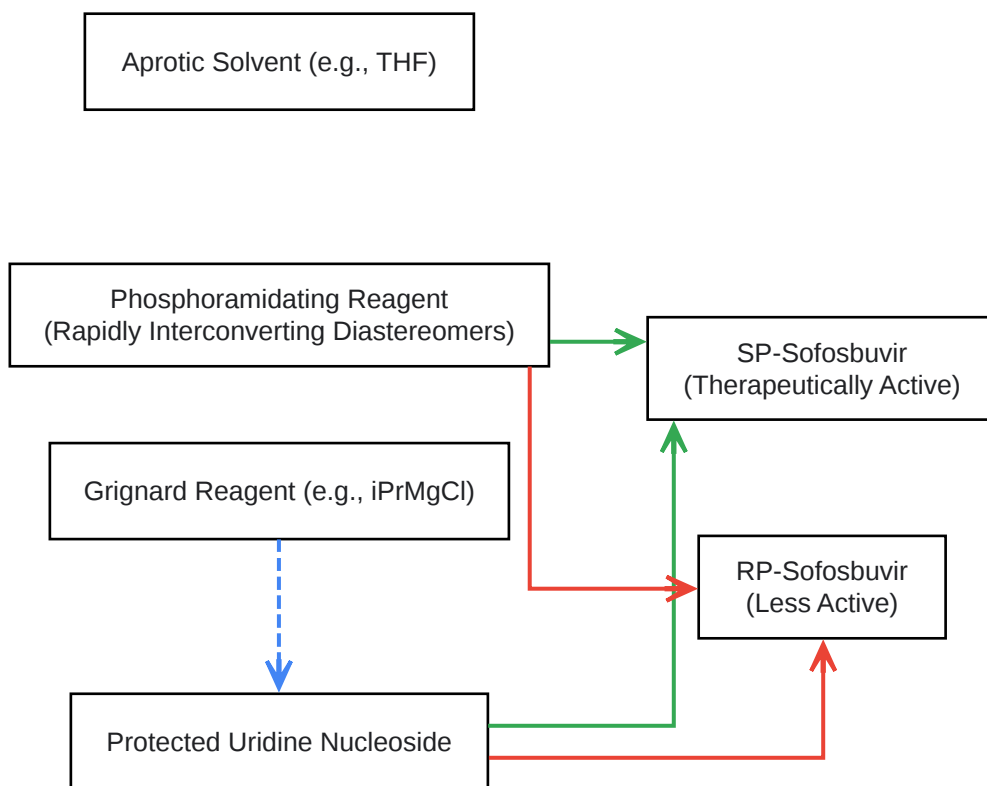 Aprotic Solvent (e.g., THF)
Phosphoramidating Reagent
(Rapidly Interconverting Diastereomers)
SP-Sofosbuvir
(Therapeutically Active)
Grignard Reagent (e.g., iPrMgCl)
RP-Sofosbuvir
(Less Active)
Protected Uridine Nucleoside